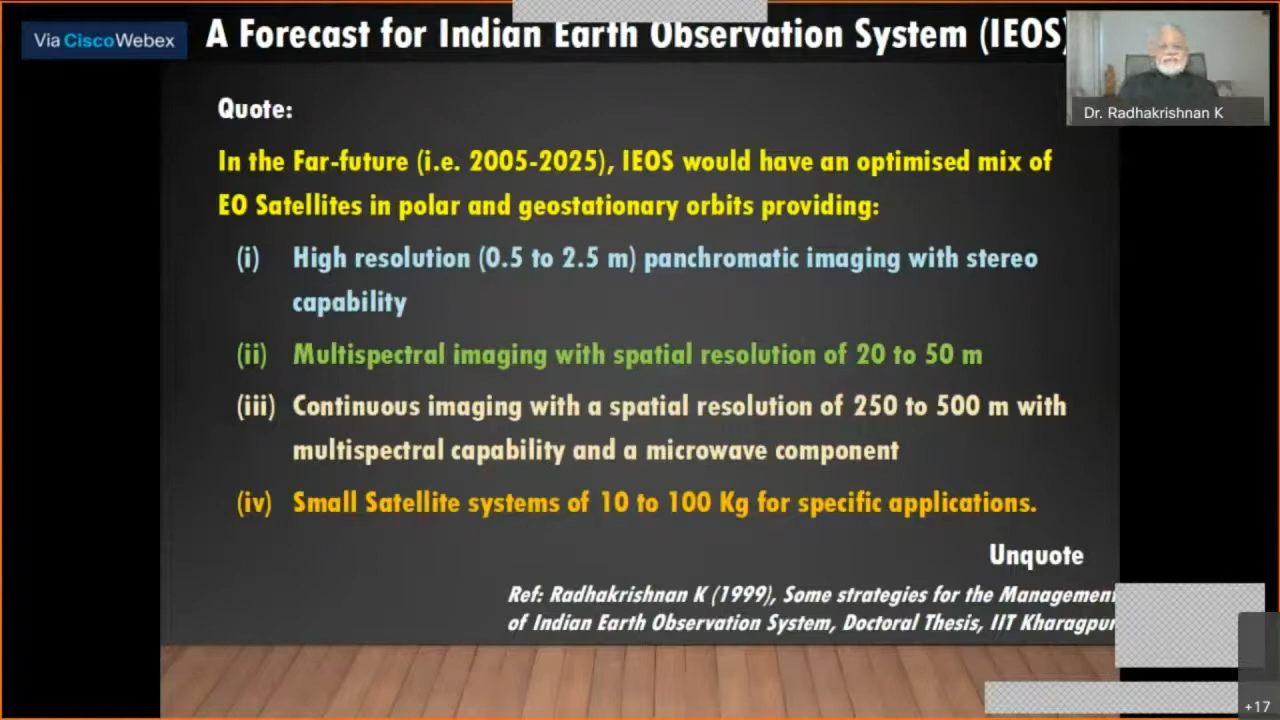 Via Cisco Webex
A Forecast for Indian Earth Observation System (IEOS)
Dr. Radhakrishnan K
Quote:
In the Far-future (i.e. 2005-2025), IEOS would have an optimised mix of
EO Satellites in polar and geostationary orbits providing:
(i) High resolution (0.5 to 2.5 m) panchromatic imaging with stereo
capability
(ii) Multispectral imaging with spatial resolution of 20 to 50 m
(iii) Continuous imaging with a spatial resolution of 250 to 500 m with
multispectral capability and a microwave component
(iv) Small Satellite systems of 10 to 100 Kg for specific applications.
Unquote
Ref: Radhakrishnan K (1999), Some strategies for the Management
of Indian Earth Observation System, Doctoral Thesis, IIT Kharagpur
+17